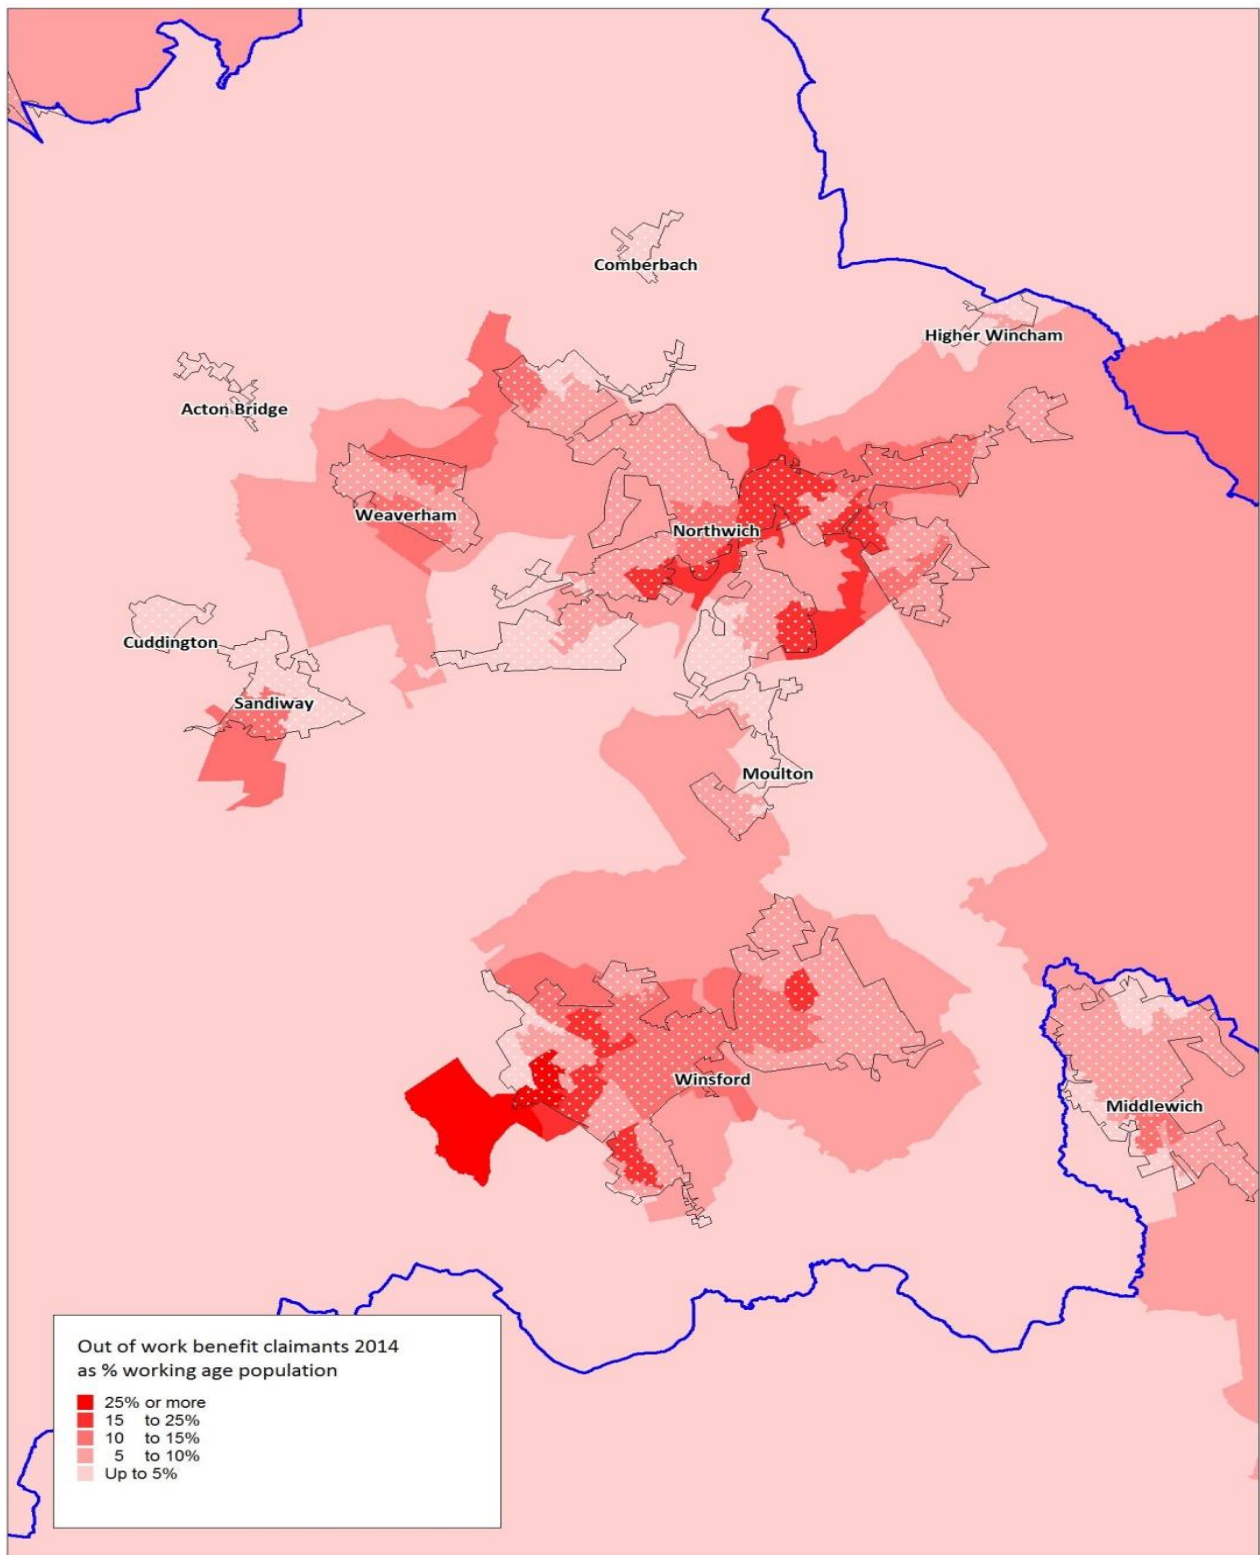 Comberbach
Higher Wincham
Acton Bridge
Weaverham
Northwich
Cuddington
Sandiway
Moulton
Winsford
Middlewich
Out of work benefit claimants 2014
as % working age population
25% or more
15 to 25%
10 to 15%
5 to 10%
Up to 5%